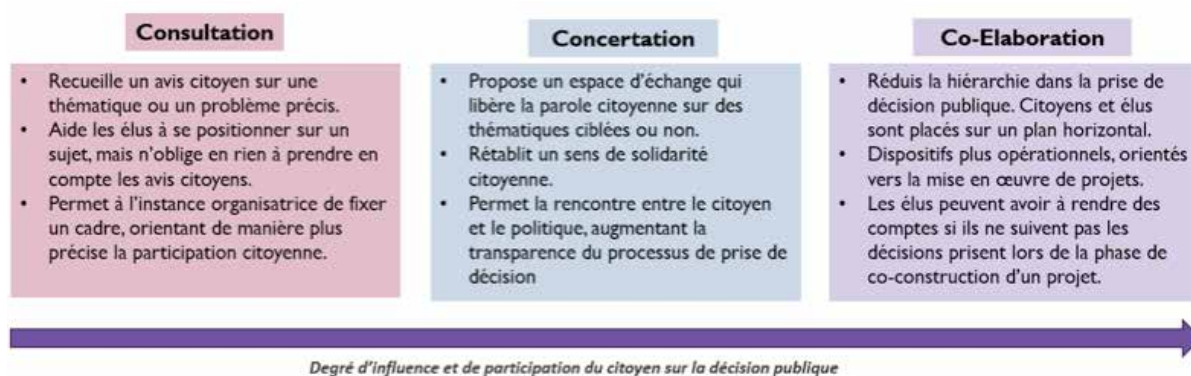 Consultation
• Recueille un avis citoyen sur une
thématique ou un problème précis.
• Aide les élus à se positionner sur un
sujet, mais n'oblige en rien à prendre en
compte les avis citoyens.
• Permet à l'instance organisatrice de fixer
un cadre, orientant de manière plus
précise la participation citoyenne.
Concertation
• Propose un espace d'échange qui
libère la parole citoyenne sur des
thématiques ciblées ou non.
• Rétablit un sens de solidarité
citoyenne.
• Permet la rencontre entre le citoyen
et le politique, augmentant la
transparence du processus de prise de
décision
Co-Elaboration
• Réduis la hiérarchie dans la prise de
décision publique. Citoyens et élus
sont placés sur un plan horizontal.
• Dispositifs plus opérationnels, orientés
vers la mise en œuvre de projets.
• Les élus peuvent avoir à rendre des
comptes si ils ne suivent pas les
décisions prisent lors de la phase de
co-construction d'un projet.
Degré d'influence et de participation du citoyen sur la décision publique